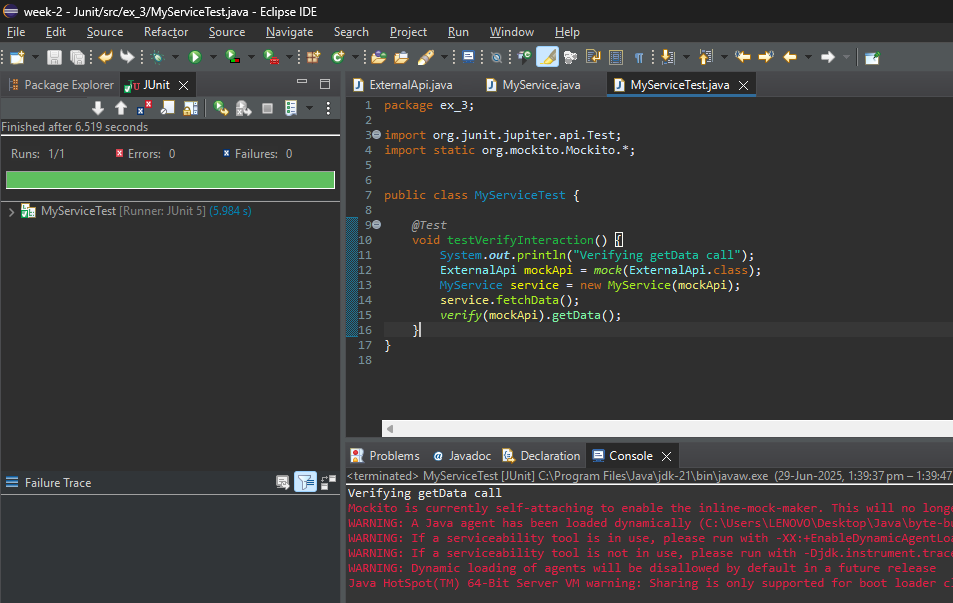 week-2 - Junit/src/ex_3/MyServiceTest.java - Eclipse IDE
File Edit Source Refactor Source Navigate Search Project Run Window Help
Package Explorer JUnit
Finished after 6.519 seconds
Runs: 1/1 Errors: 0 Failures: 0
MyServiceTest [Runner: JUnit 5] (5.984 s)
Failure Trace
ExternalApi.java MyService.java MyServiceTest.java
1 package ex_3;
2
3 import org.junit.jupiter.api.Test;
4 import static org.mockito.Mockito.*;
5
6
7 public class MyServiceTest {
8
9 @Test
10 void testVerifyInteraction() {
11 System.out.println("Verifying getData call");
12 ExternalApi mockApi = mock(ExternalApi.class);
13 MyService service = new MyService(mockApi);
14 service.fetchData();
15 verify(mockApi).getData();
16 }
17 }
18
Problems Javadoc Declaration Console
<terminated> MyServiceTest [JUnit] C:\Program Files\Java\jdk-21\bin\javaw.exe (29-Jun-2025, 1:39:37 pm – 1:39:47
Verifying getData call
Mockito is currently self-attaching to enable the inline-mock-maker. This will no longe
WARNING: A Java agent has been loaded dynamically (C:\Users\LENOVO\Desktop\Java\byte-bu
WARNING: If a serviceability tool is in use, please run with -XX:+EnableDynamicAgentLoa
WARNING: If a serviceability tool is not in use, please run with -Djdk.instrument.trace
WARNING: Dynamic loading of agents will be disallowed by default in a future release
Java HotSpot(TM) 64-Bit Server VM warning: Sharing is only supported for boot loader cl